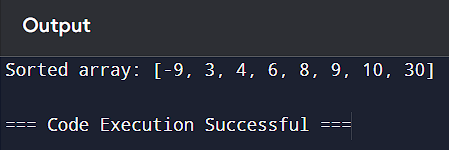 Output
Sorted array: [-9, 3, 4, 6, 8, 9, 10, 30]
=== Code Execution Successful ===